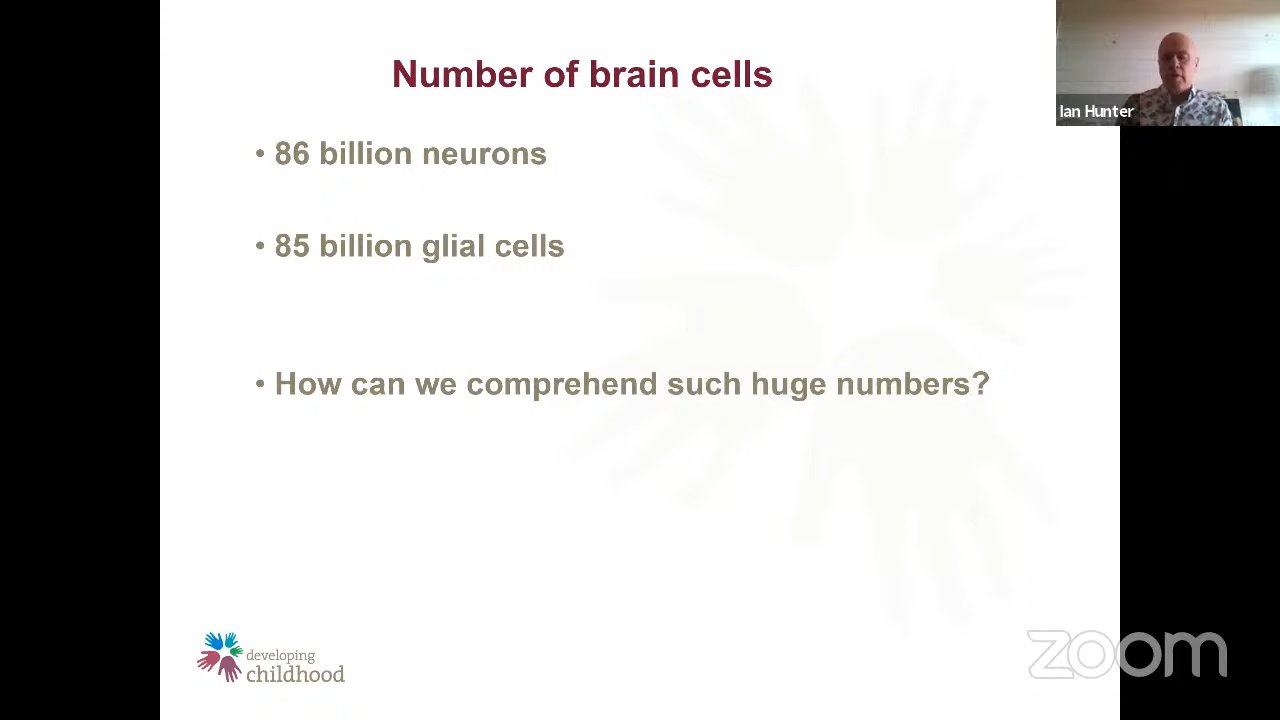 Number of brain cells
Ian Hunter
• 86 billion neurons
• 85 billion glial cells
• How can we comprehend such huge numbers?
developing
childhood
zoom